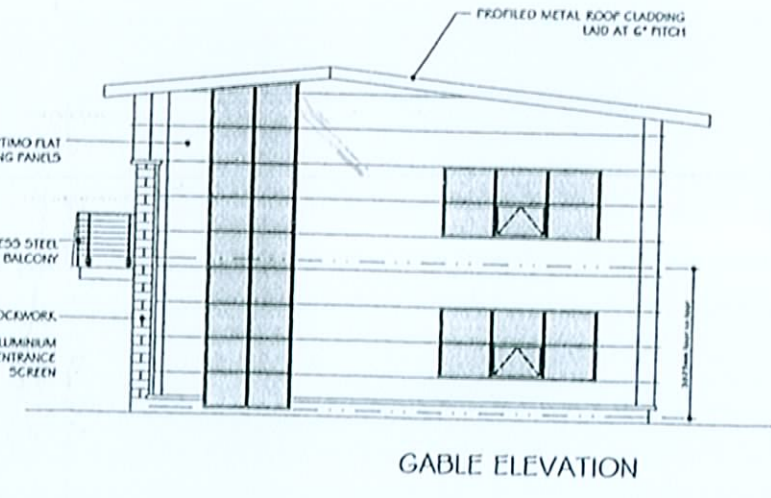 PROFILED METAL ROOF CLADDING
LAID AT 6° PITCH
TIMO FLAT
NG PANELS
ESS STEEL
BALCONY
OCKWORK
LUMINIUM
NTRANCE
SCREEN
GABLE ELEVATION